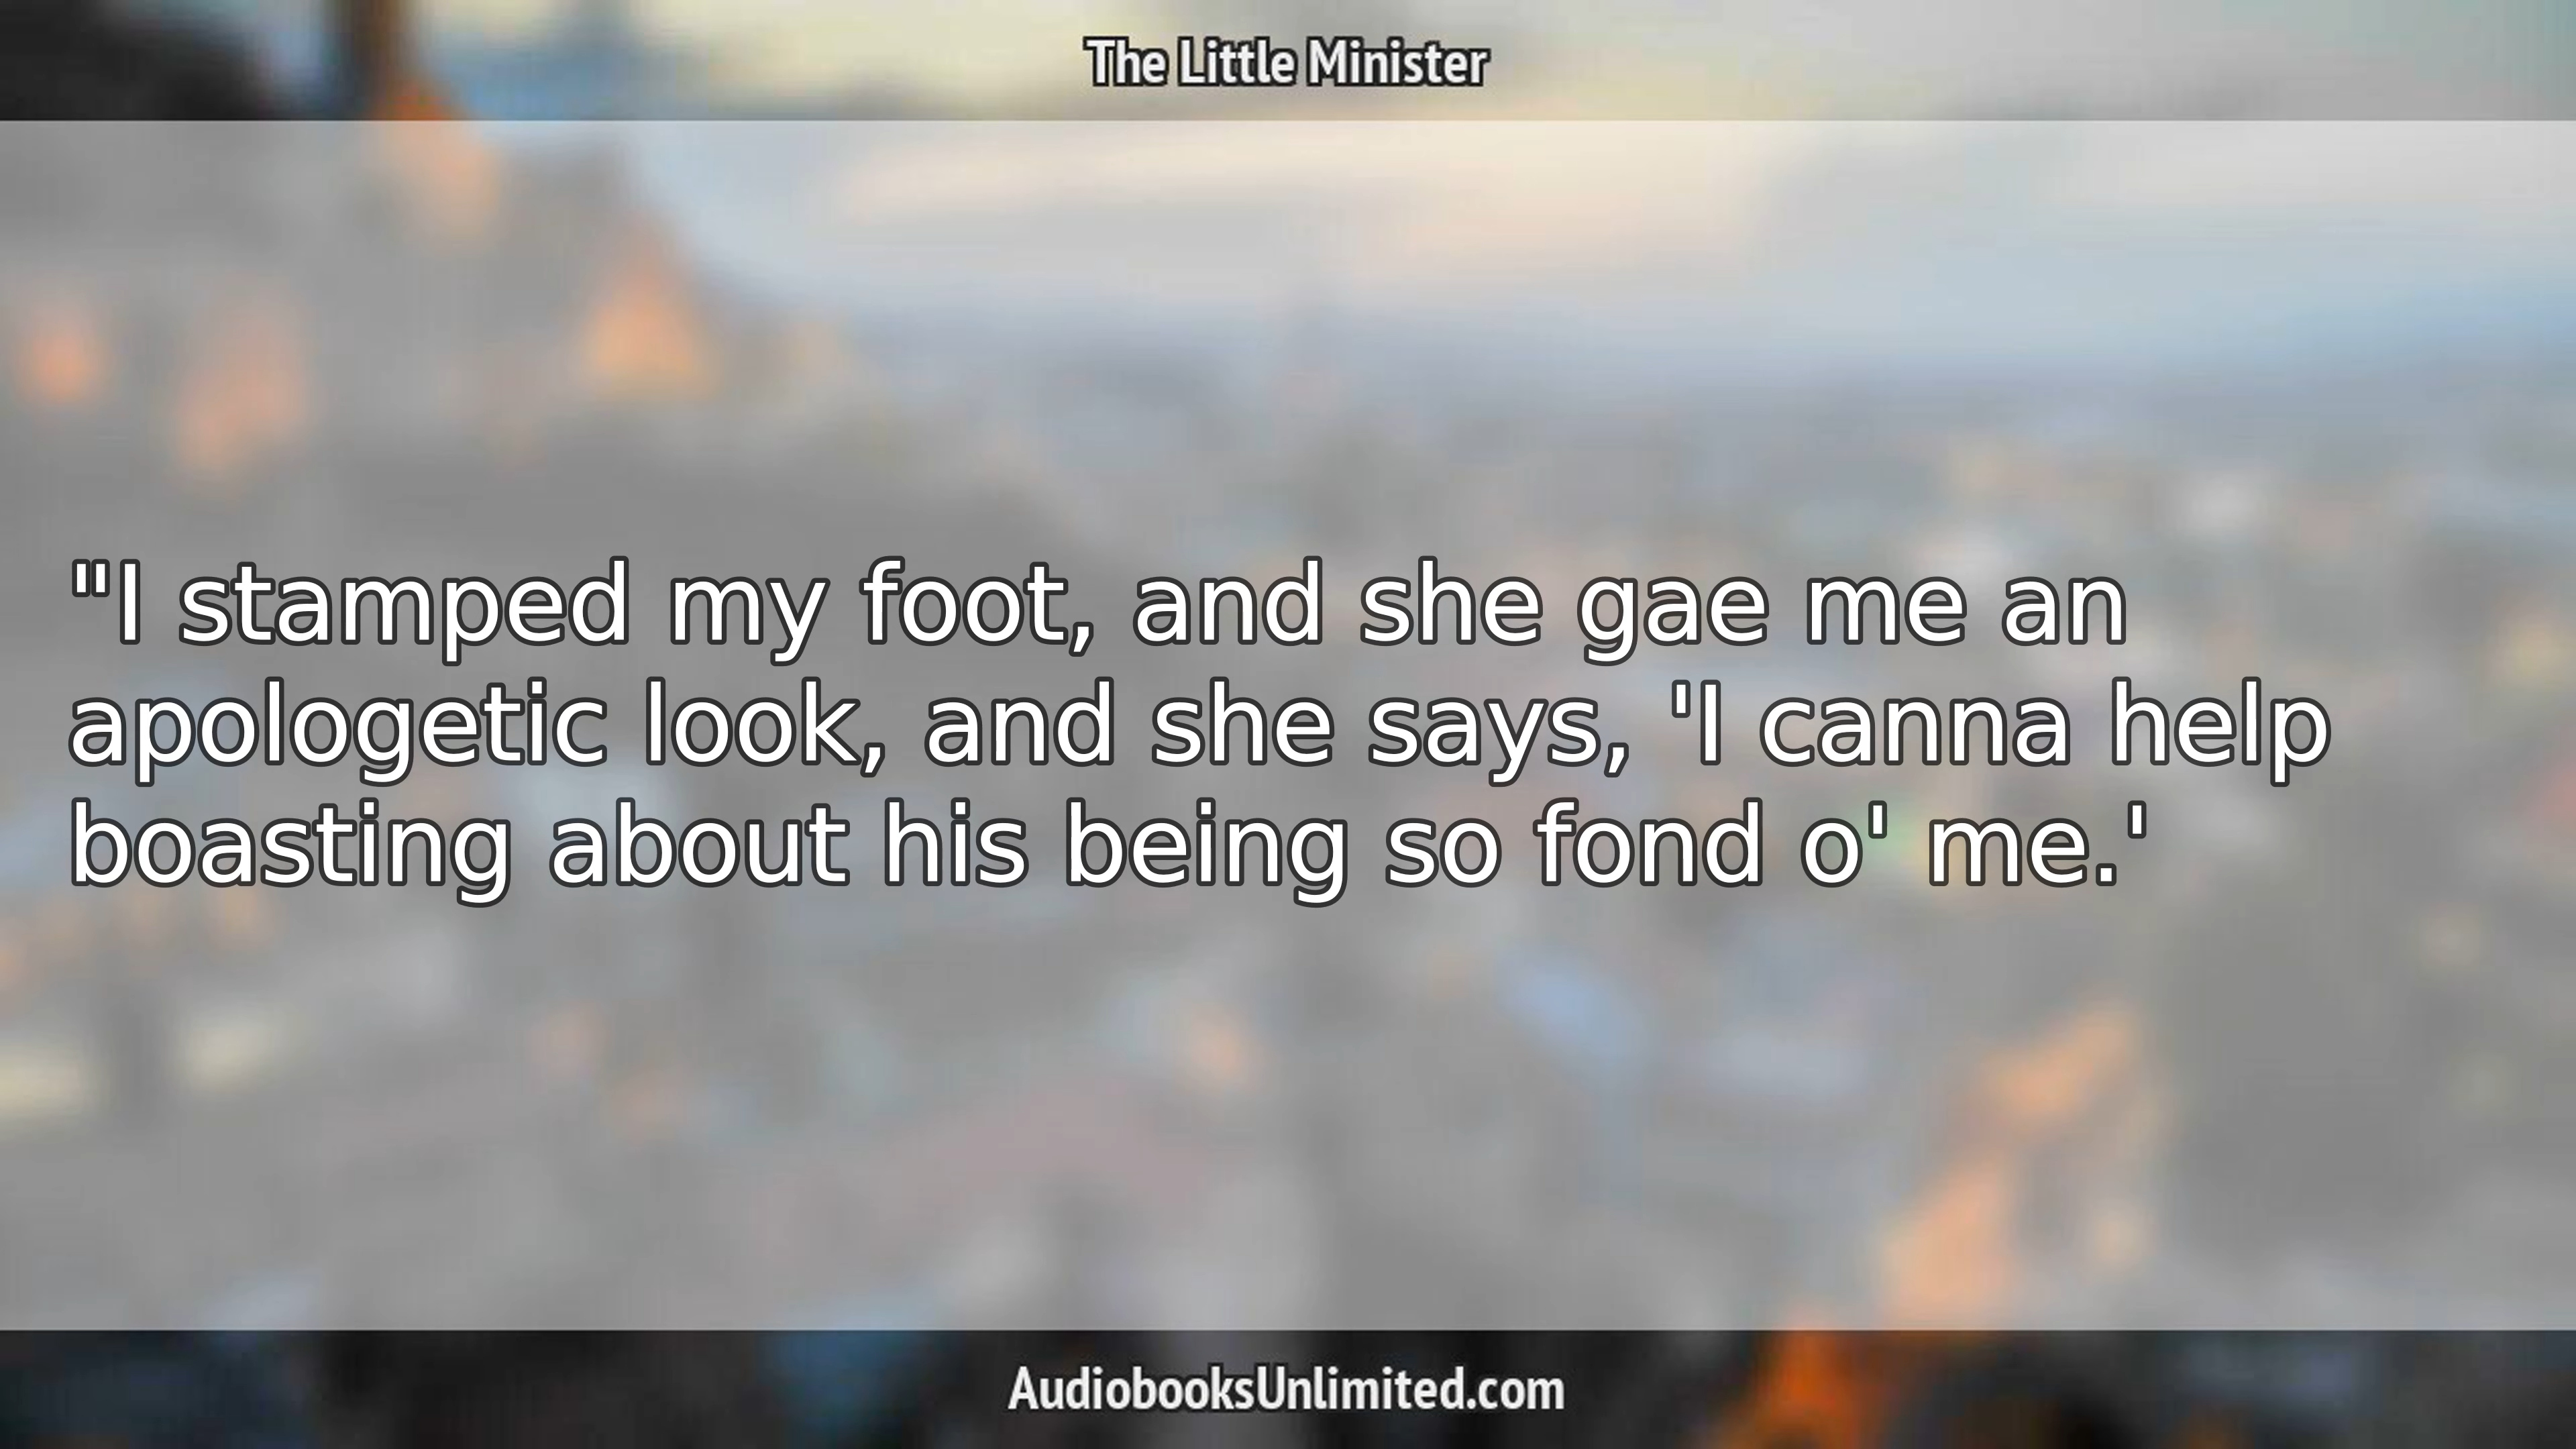 The Little Minister
"I stamped my foot, and she gae me an
apologetic look, and she says, 'I canna help
boasting about his being so fond o' me.'
AudiobooksUnlimited.com